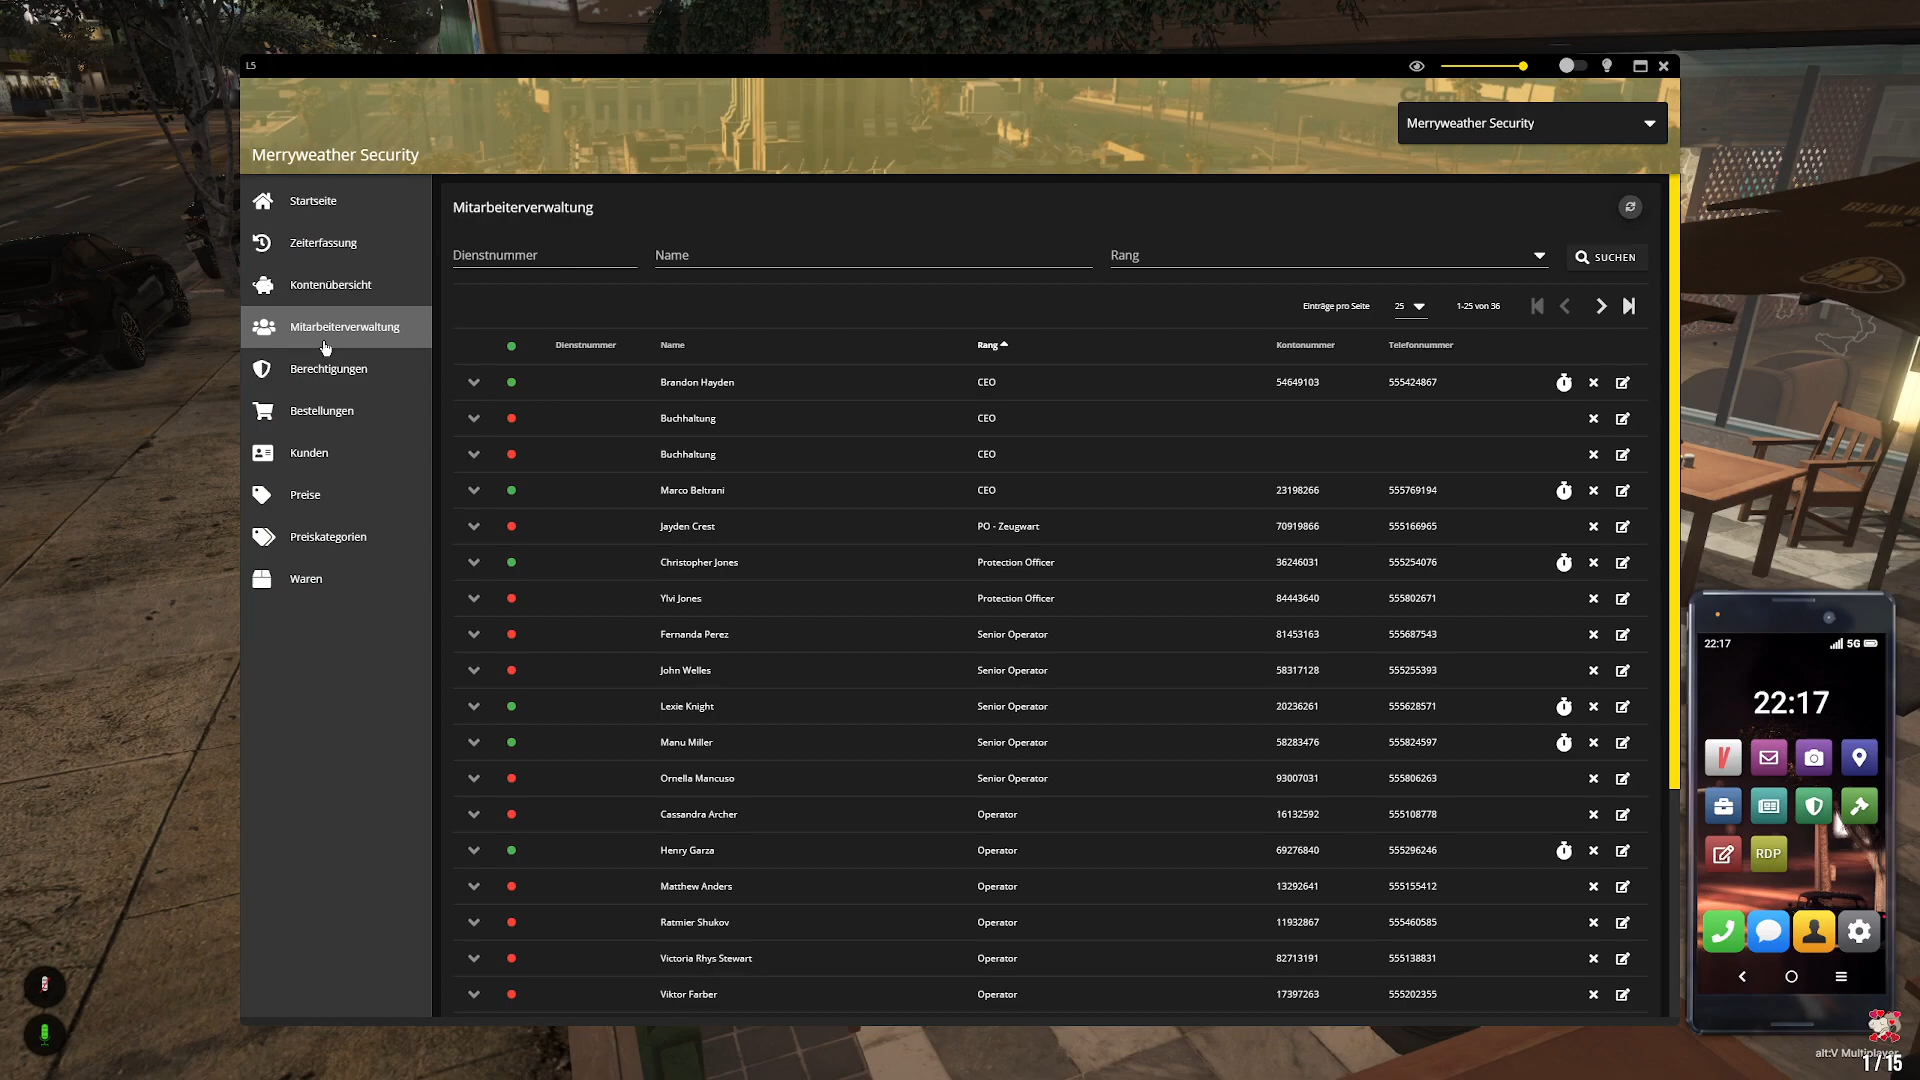 L5
Merryweather Security
Merryweather Security
Startseite
Zeiterfassung
Kontenübersicht
Mitarbeiterverwaltung
Berechtigungen
Bestellungen
Kunden
Preise
Preiskategorien
Waren
Mitarbeiterverwaltung
Dienstnummer Name Rang SUCHEN
Einträge pro Seite 25 1-25 von 36
Dienstnummer Name Rang Kontonummer Telefonnummer
Brandon Hayden CEO 54649103 555424867
Buchhaltung CEO
Buchhaltung CEO
Marco Beltrani CEO 23198266 555769194
Jayden Crest PO - Zeugwart 70919866 555166965
Christopher Jones Protection Officer 36246031 555254076
Ylvi Jones Protection Officer 84443640 555802671
Fernanda Perez Senior Operator 81453163 555687543
John Welles Senior Operator 58317128 555255393
Lexie Knight Senior Operator 20236261 555628571
Manu Miller Senior Operator 58283476 555824597
Ornella Mancuso Senior Operator 93007031 555806263
Cassandra Archer Operator 16132592 555108778
Henry Garza Operator 69276840 555296246
Matthew Anders Operator 13292641 555155412
Ratmier Shukov Operator 11932867 555460585
Victoria Rhys Stewart Operator 82713191 555138831
Viktor Farber Operator 17397263 555202355
22:17 5G
22:17
RDP
alt:V Multiplayer
1 / 15